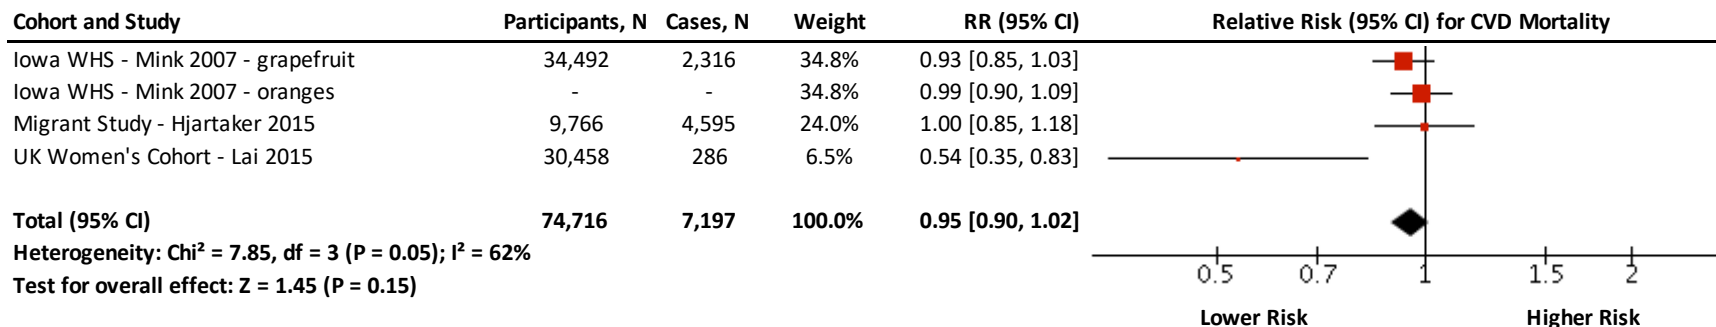 Cohort and Study Participants, N Cases, N Weight RR (95% CI) Relative Risk (95% CI) for CVD Mortality
Iowa WHS - Mink 2007 - grapefruit 34,492 2,316 34.8% 0.93 [0.85, 1.03]
Iowa WHS - Mink 2007 - oranges - - 34.8% 0.99 [0.90, 1.09]
Migrant Study - Hjartaker 2015 9,766 4,595 24.0% 1.00 [0.85, 1.18]
UK Women's Cohort - Lai 2015 30,458 286 6.5% 0.54 [0.35, 0.83]
Total (95% CI) 74,716 7,197 100.0% 0.95 [0.90, 1.02]
Heterogeneity: Chi² = 7.85, df = 3 (P = 0.05); I² = 62%
Test for overall effect: Z = 1.45 (P = 0.15)
0.5 0.7 1 1.5 2
Lower Risk Higher Risk